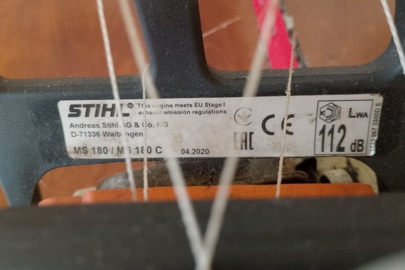 STIHL® This engine meets EU Stage I
exhaust emission regulations
Andreas Stihl AG & Co. KG
D-71336 Waiblingen
MS 180 / MS 180 C 04.2020
EAC CE
LWA
112 dB